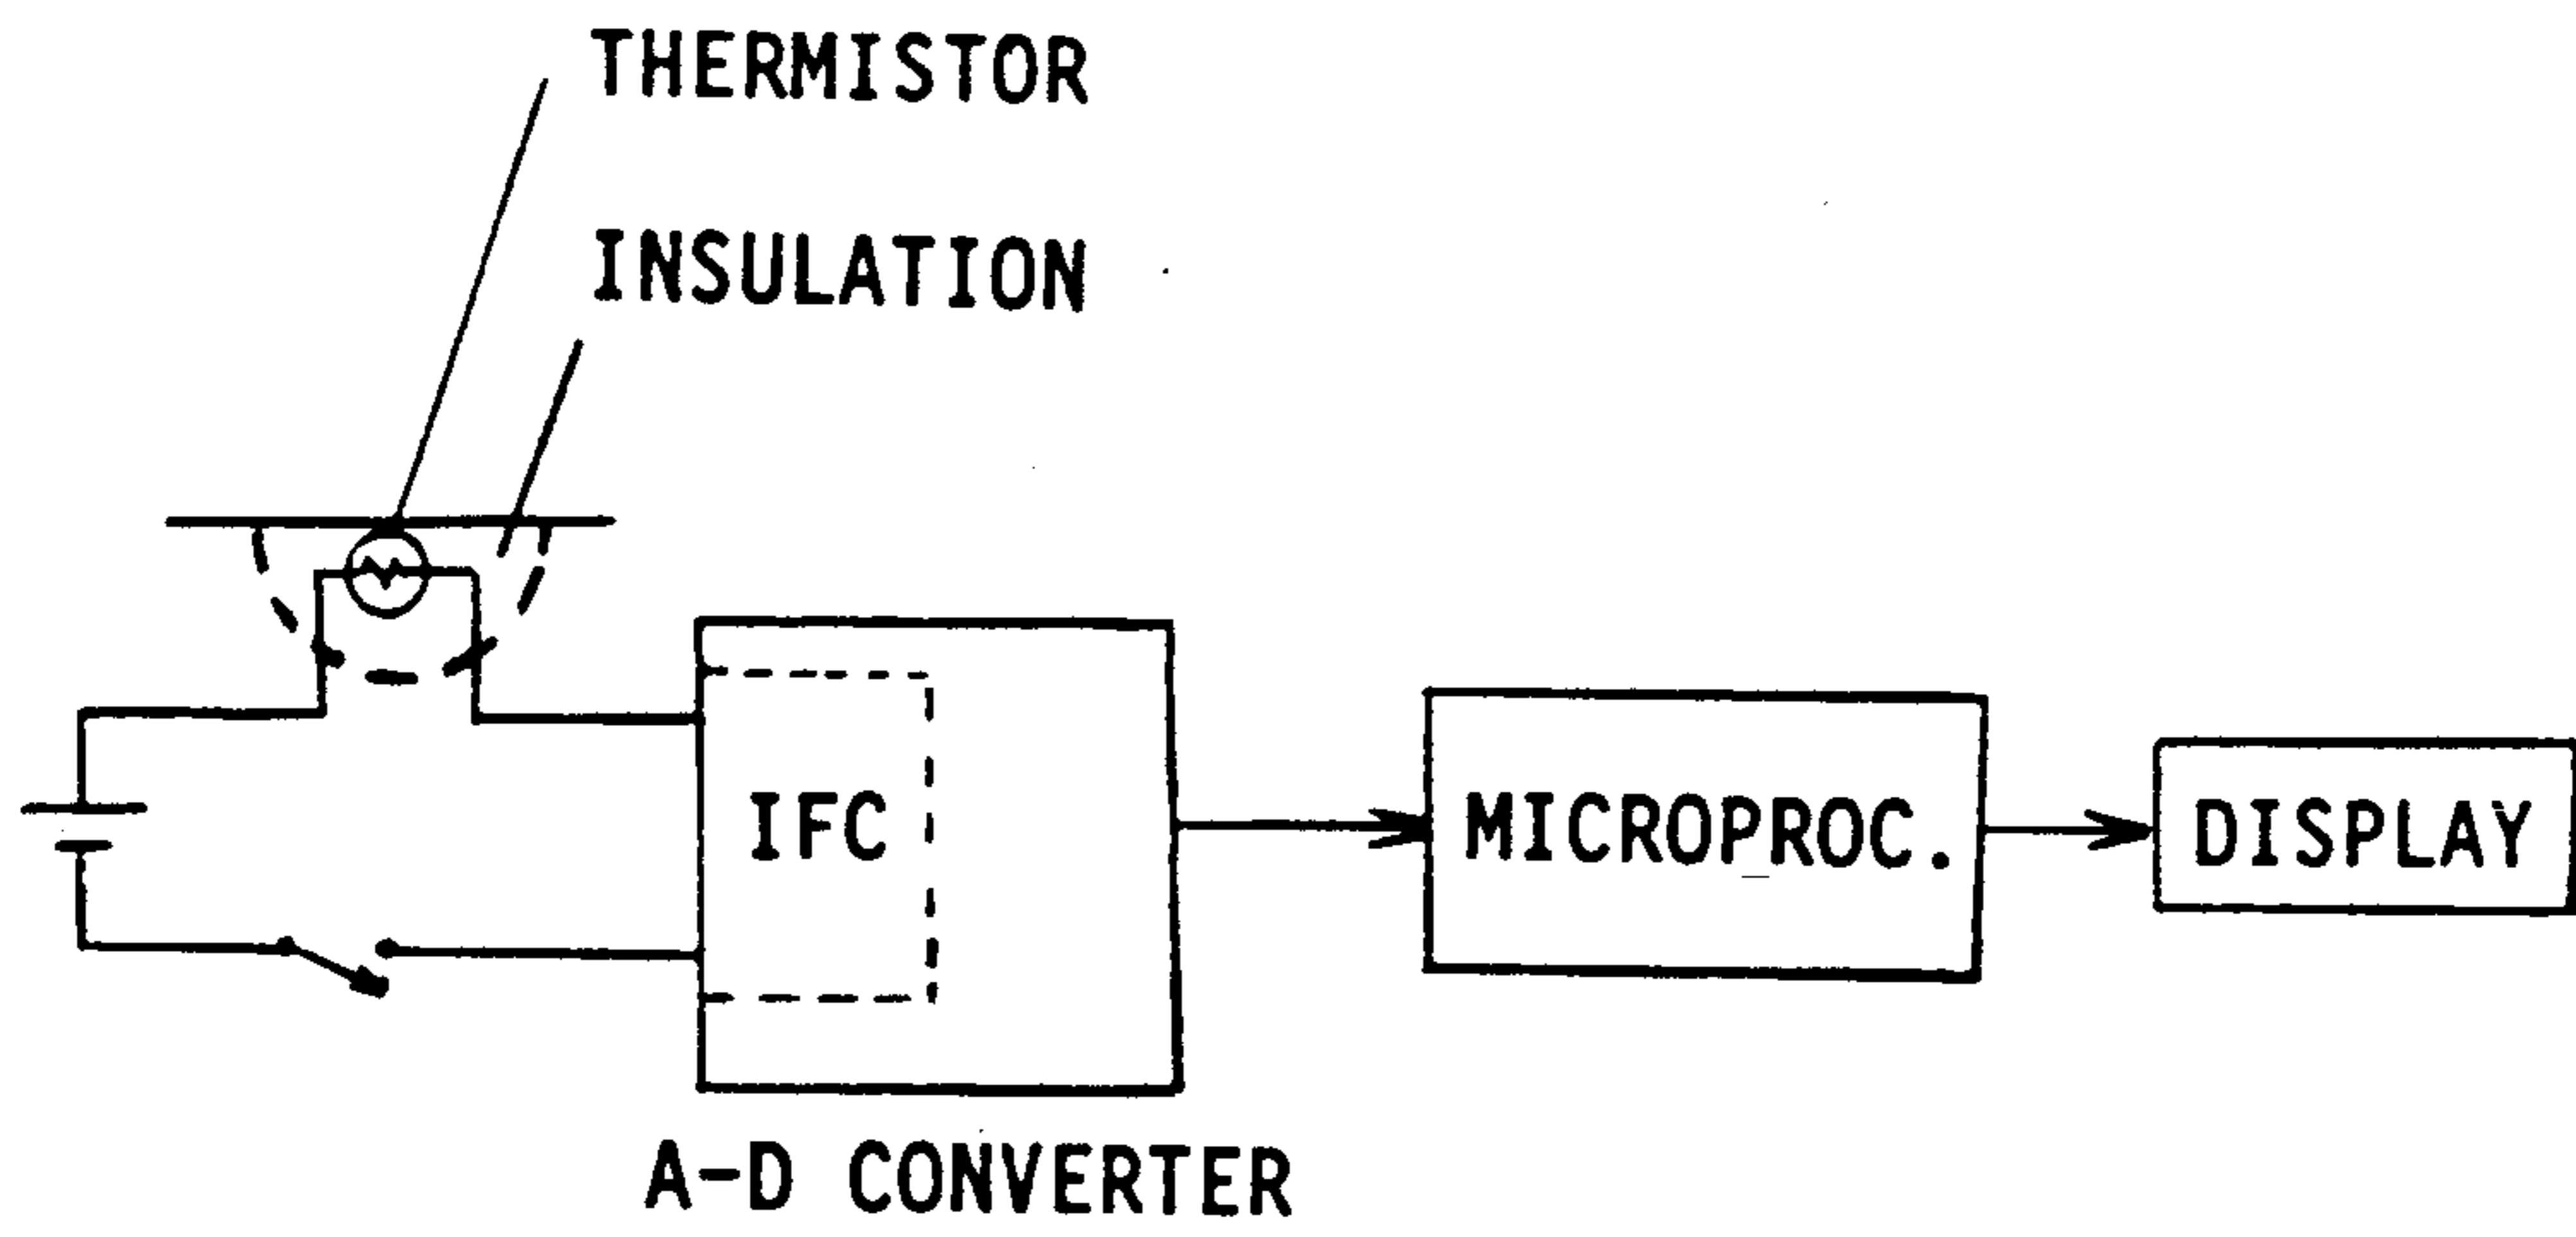 THERMISTOR
INSULATION
IFC
MICROPROC.
DISPLAY
A-D CONVERTER